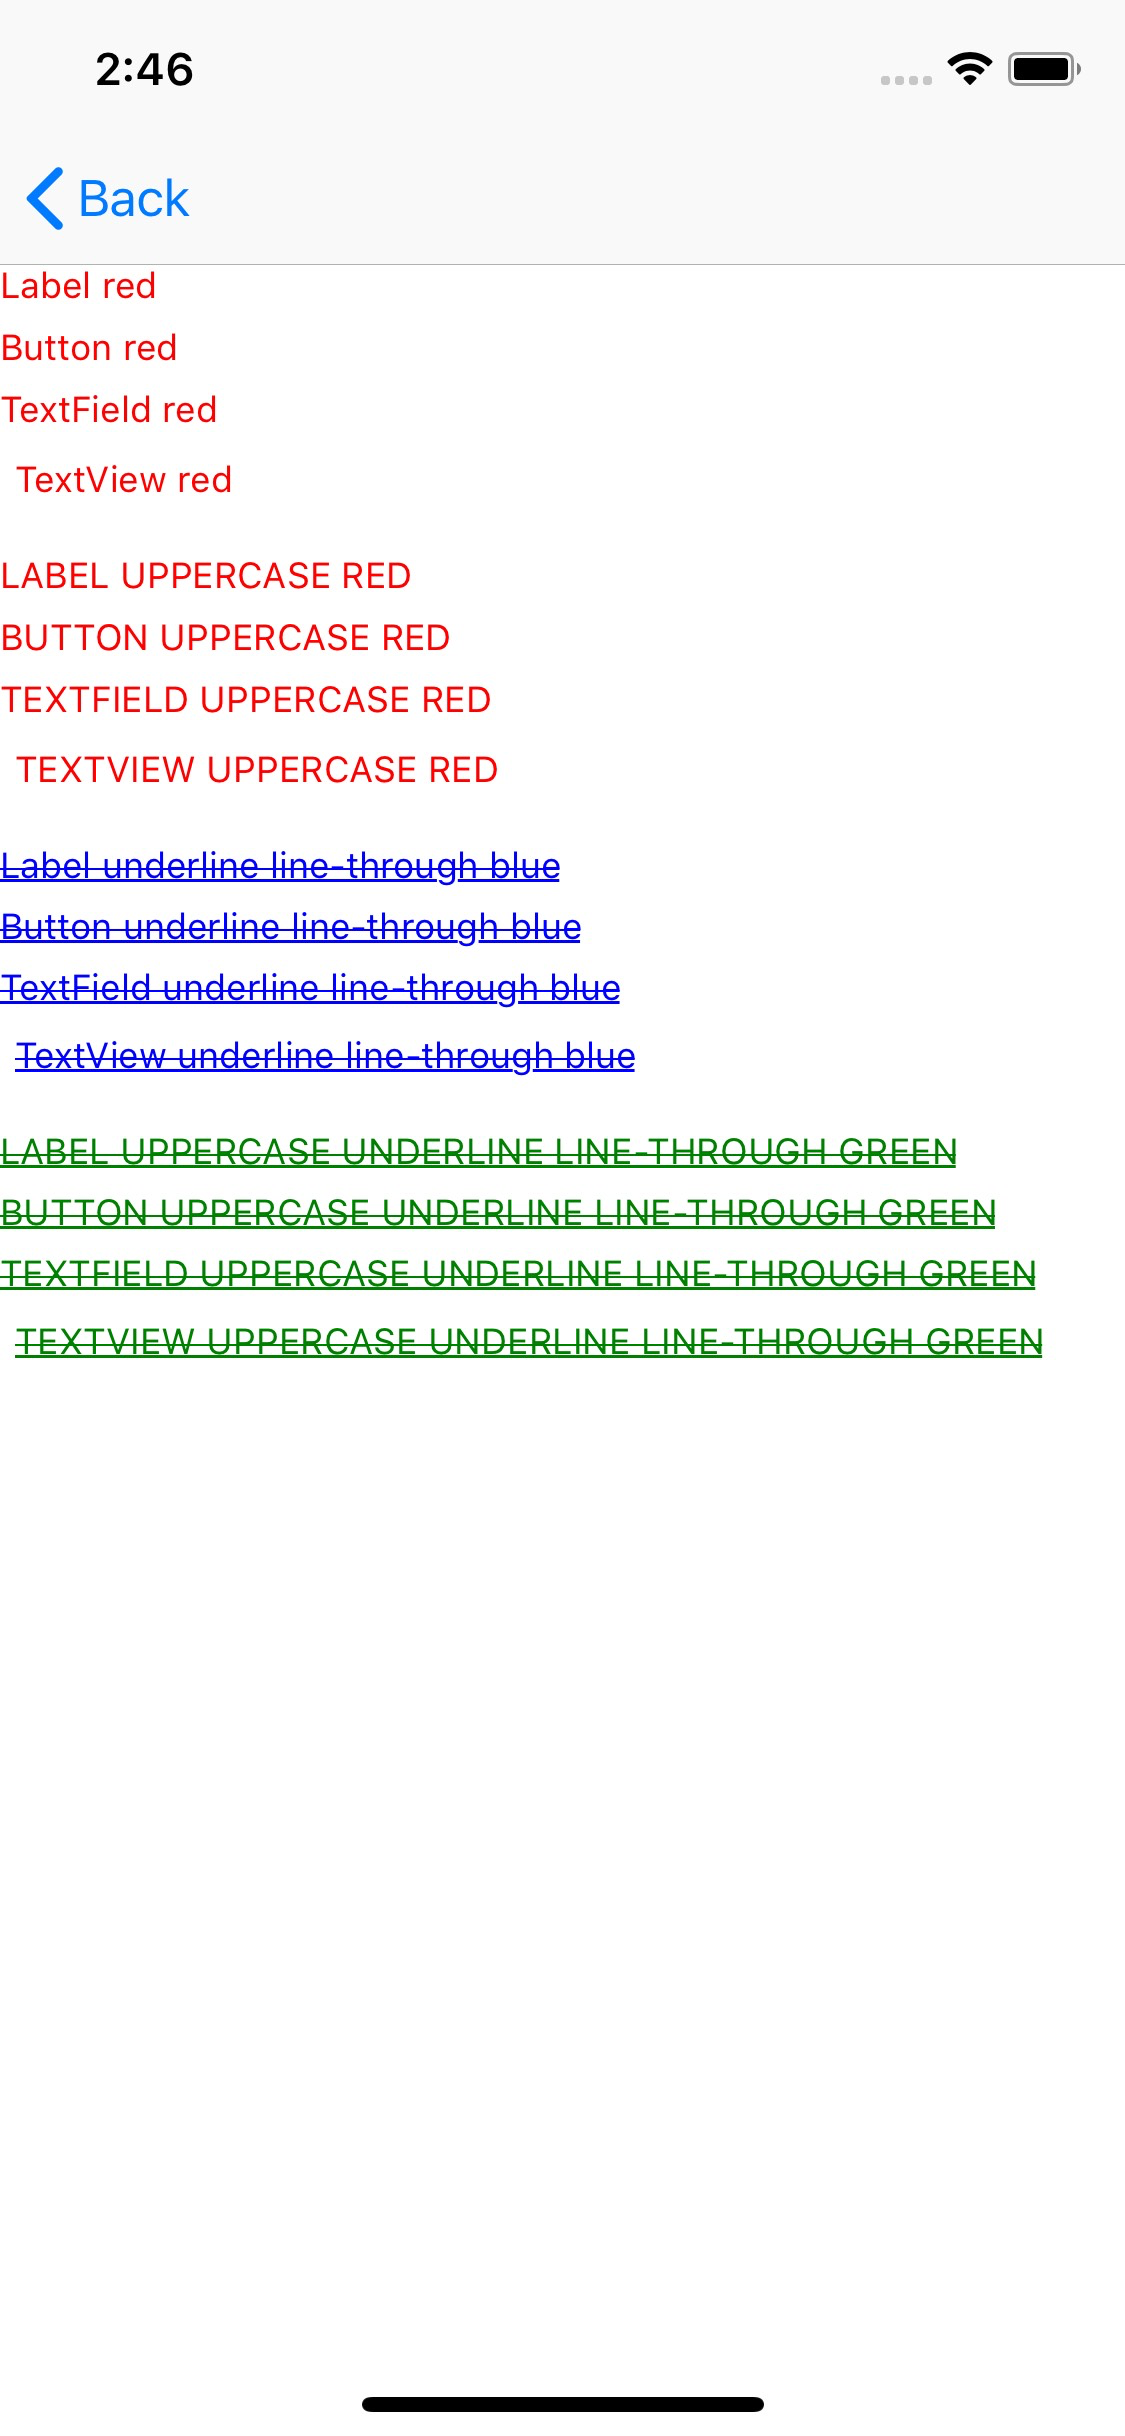 2:46
Back
Label red
Button red
TextField red
TextView red
LABEL UPPERCASE RED
BUTTON UPPERCASE RED
TEXTFIELD UPPERCASE RED
TEXTVIEW UPPERCASE RED
Label underline line-through blue
Button underline line-through blue
TextField underline line-through blue
TextView underline line-through blue
LABEL UPPERCASE UNDERLINE LINE-THROUGH GREEN
BUTTON UPPERCASE UNDERLINE LINE-THROUGH GREEN
TEXTFIELD UPPERCASE UNDERLINE LINE-THROUGH GREEN
TEXTVIEW UPPERCASE UNDERLINE LINE-THROUGH GREEN